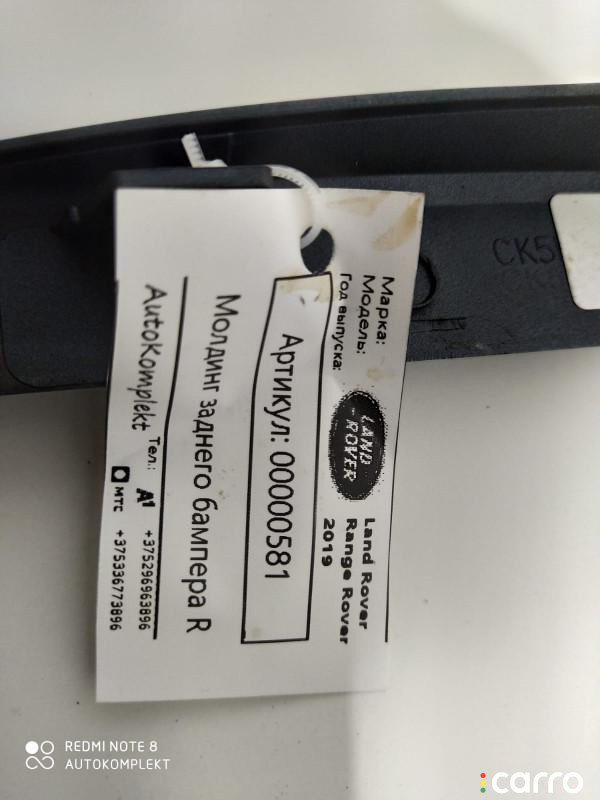 Марка: Land Rover
Модель: Range Rover
Год выпуска: 2019
LAND
ROVER
Артикул: 00000581
Молдинг заднего бампера R
AutoKomplekt Тел.: A1 +375296963896
МТС +375336773896
CK5
REDMI NOTE 8
AUTOKOMPLEKT
carro